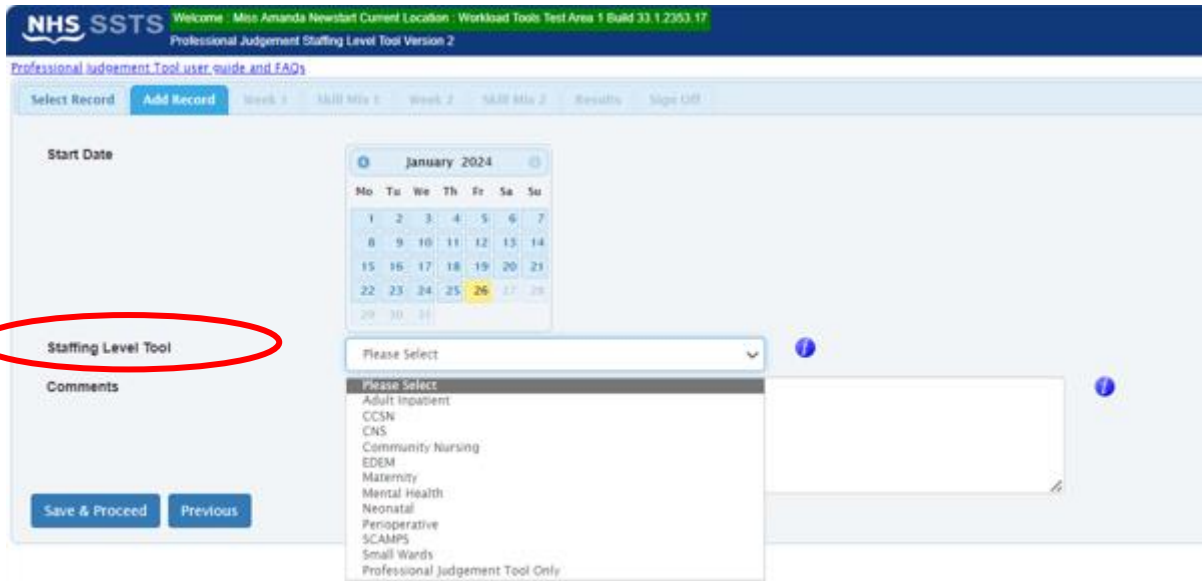 NHS SSTS Welcome : Miss Amanda Newstart Current Location : Workload Tools Test Area 1 Build 33.1.2353.17
Professional Judgement Staffing Level Tool Version 2
Professional Judgement Tool user guide and FAQs
Select Record Add Record Week 1 Skill Mix 1 Week 2 Skill Mix 2 Results Sign Off
Start Date
January 2024
Mo Tu We Th Fr Sa Su
1 2 3 4 5 6 7
8 9 10 11 12 13 14
15 16 17 18 19 20 21
22 23 24 25 26 27 28
29 30 31
Staffing Level Tool Please Select
Comments
Please Select
Adult Inpatient
CCSN
CNS
Community Nursing
EDEM
Maternity
Mental Health
Neonatal
Perioperative
SCAMPS
Small Wards
Professional Judgement Tool Only
Save & Proceed Previous